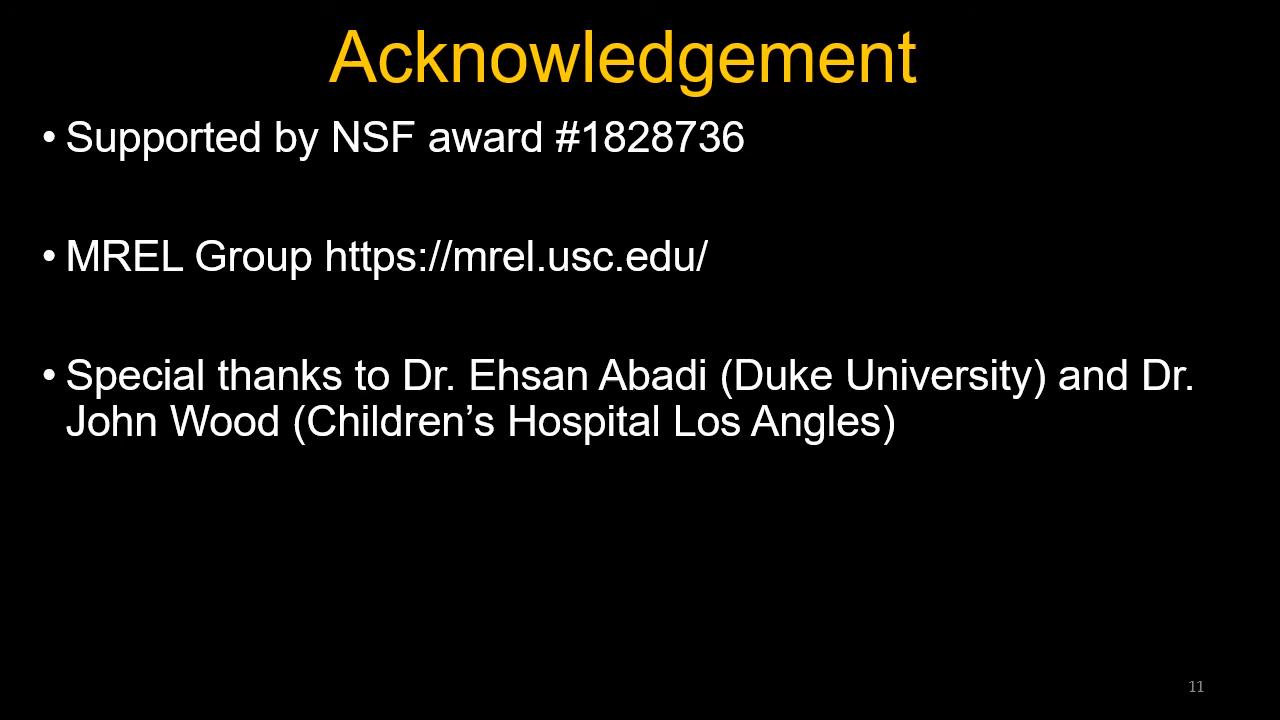 Acknowledgement
• Supported by NSF award #1828736
• MREL Group https://mrel.usc.edu/
• Special thanks to Dr. Ehsan Abadi (Duke University) and Dr.
John Wood (Children’s Hospital Los Angles)
11